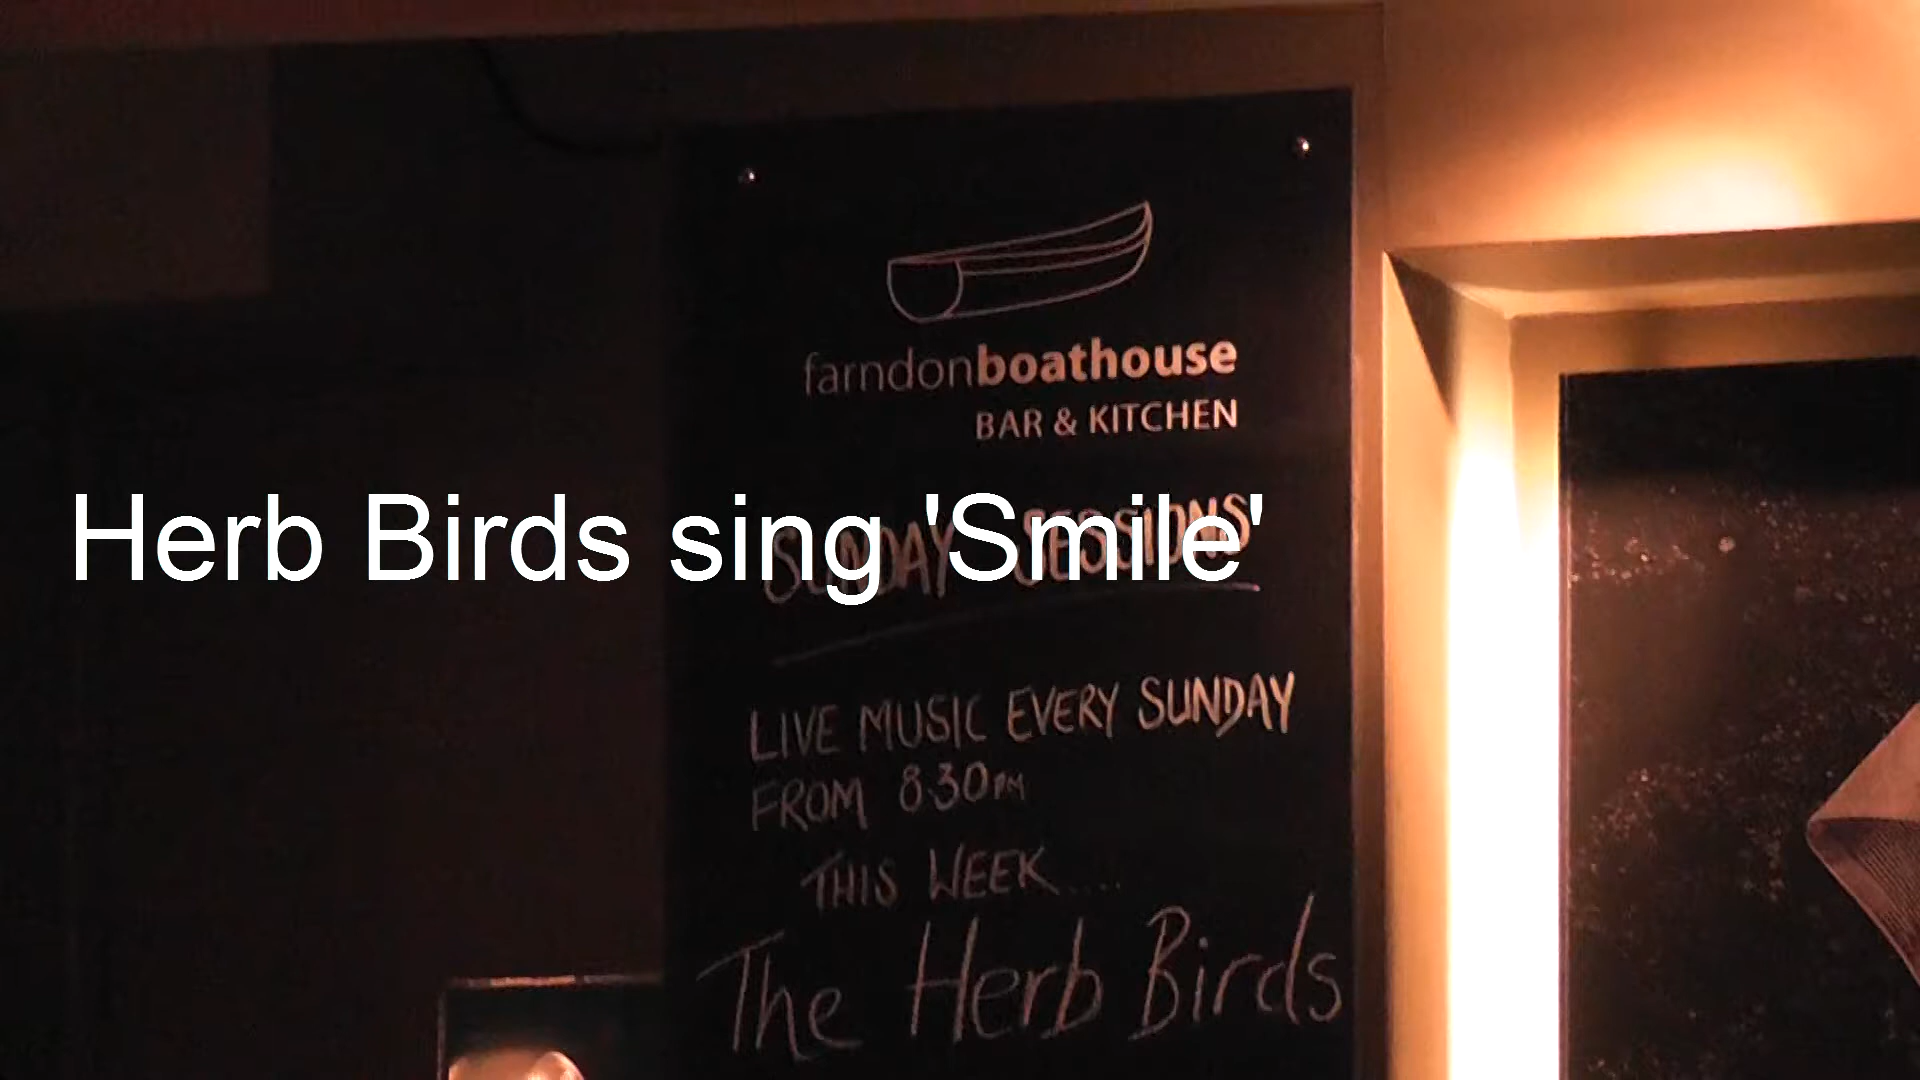 farndonboathouse
BAR & KITCHEN
Herb Birds sing 'Smile'
SUNDAY SESSIONS
LIVE MUSIC EVERY SUNDAY
FROM 8.30PM
THIS WEEK....
The Herb Birds